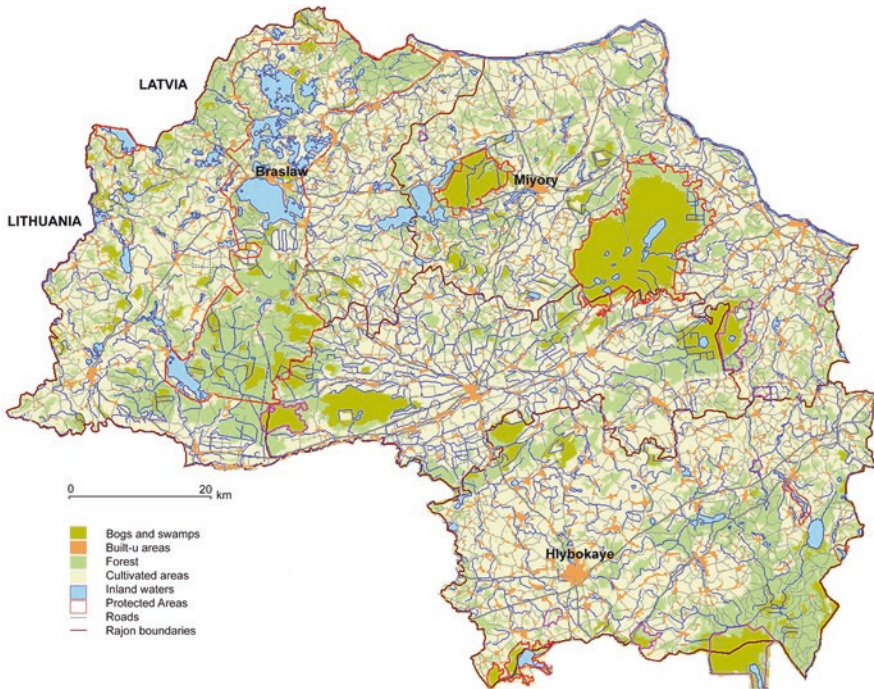 LATVIA
Braslaw
Miyory
LITHUANIA
0 20
km
Bogs and swamps
Built-u areas
Forest
Cultivated areas
Inland waters
Protected Areas
Roads
Rajon boundaries
Hlybokaye